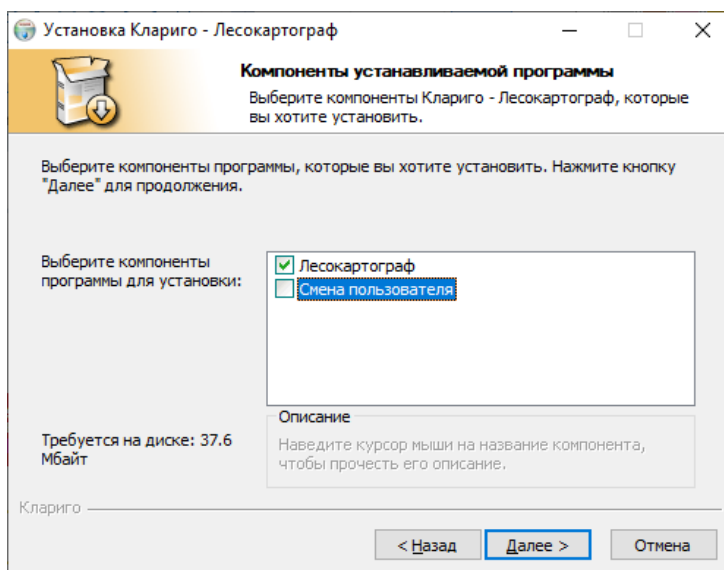 Установка Клариго - Лесокартограф
Компоненты устанавливаемой программы
Выберите компоненты Клариго - Лесокартограф, которые
вы хотите установить.
Выберите компоненты программы, которые вы хотите установить. Нажмите кнопку
"Далее" для продолжения.
Выберите компоненты
программы для установки:
Лесокартограф
Смена пользователя
Требуется на диске: 37.6
Мбайт
Описание
Наведите курсор мыши на название компонента,
чтобы прочесть его описание.
Клариго
< Назад
Далее >
Отмена